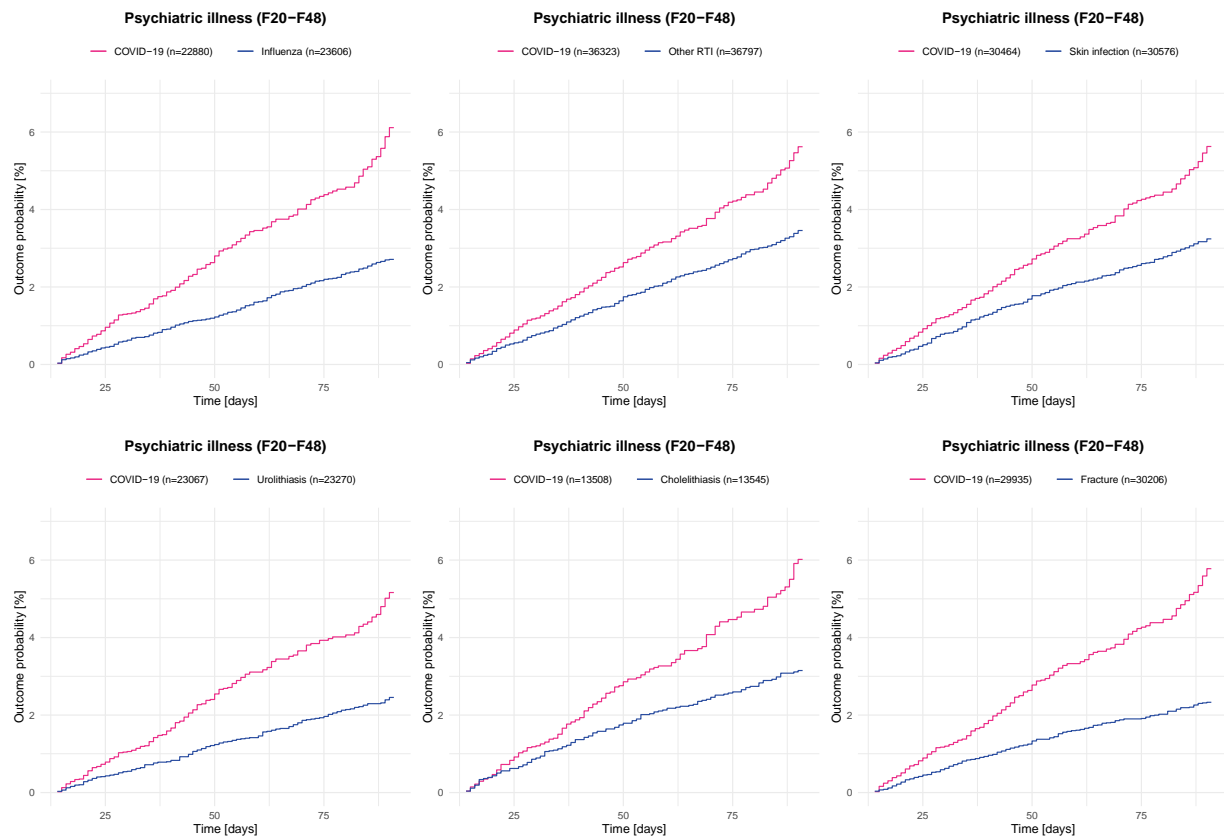 Psychiatric illness (F20−F48)
COVID−19 (n=22880) Influenza (n=23606)
Outcome probability [%]
6
4
2
0
25 50 75
Time [days]
Psychiatric illness (F20−F48)
COVID−19 (n=36323) Other RTI (n=36797)
Outcome probability [%]
6
4
2
0
25 50 75
Time [days]
Psychiatric illness (F20−F48)
COVID−19 (n=30464) Skin infection (n=30576)
Outcome probability [%]
6
4
2
0
25 50 75
Time [days]
Psychiatric illness (F20−F48)
COVID−19 (n=23067) Urolithiasis (n=23270)
Outcome probability [%]
6
4
2
0
25 50 75
Time [days]
Psychiatric illness (F20−F48)
COVID−19 (n=13508) Cholelithiasis (n=13545)
Outcome probability [%]
6
4
2
0
25 50 75
Time [days]
Psychiatric illness (F20−F48)
COVID−19 (n=29935) Fracture (n=30206)
Outcome probability [%]
6
4
2
0
25 50 75
Time [days]